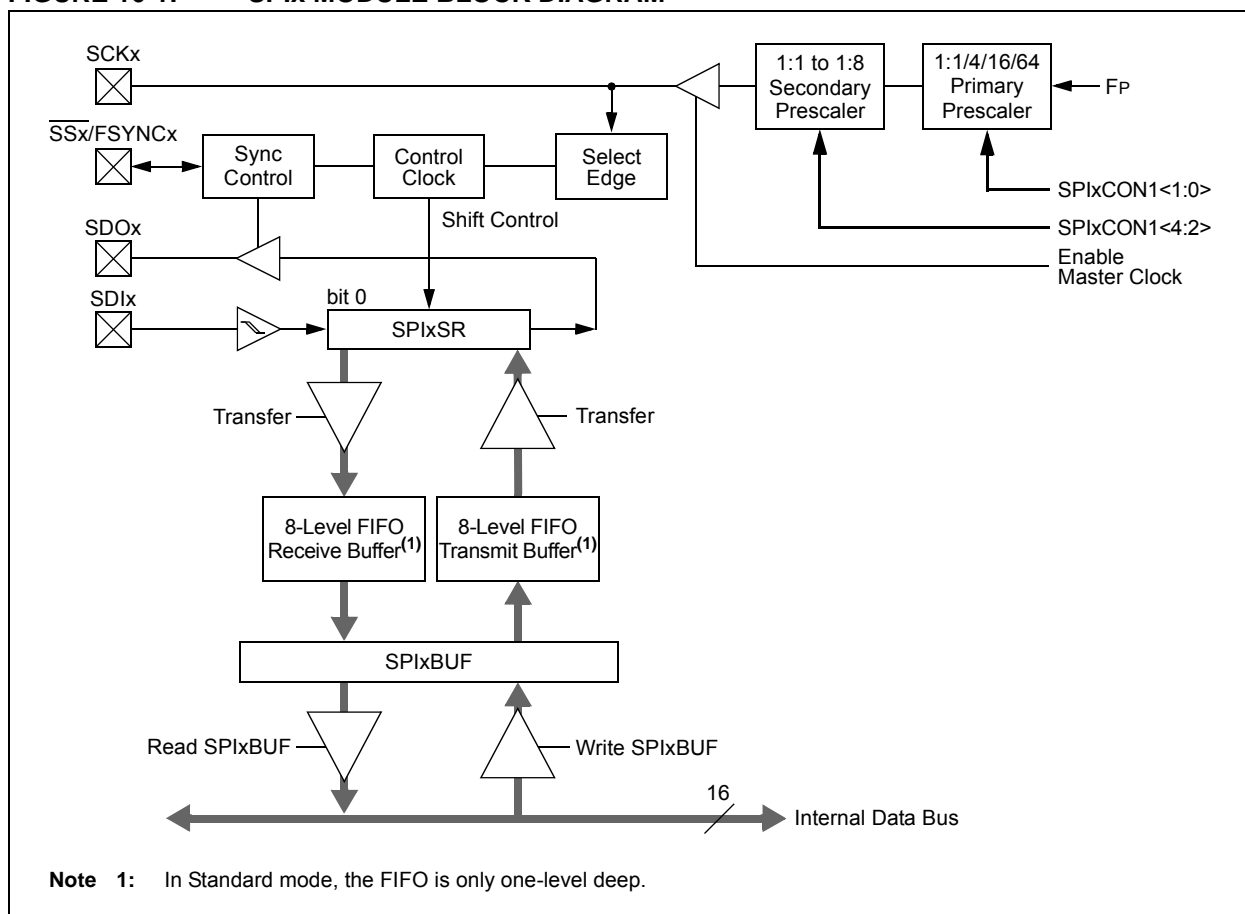 SCKx
1:1 to 1:8
Secondary
Prescaler
1:1/4/16/64
Primary
Prescaler
FP
SSx/FSYNCx
Sync
Control
Control
Clock
Select
Edge
SPIxCON1<1:0>
Shift Control
SPIxCON1<4:2>
SDOx
Enable
Master Clock
SDIx
bit 0
SPIxSR
Transfer
Transfer
8-Level FIFO
Receive Buffer(1)
8-Level FIFO
Transmit Buffer(1)
SPIxBUF
Read SPIxBUF
Write SPIxBUF
16
Internal Data Bus
Note 1: In Standard mode, the FIFO is only one-level deep.